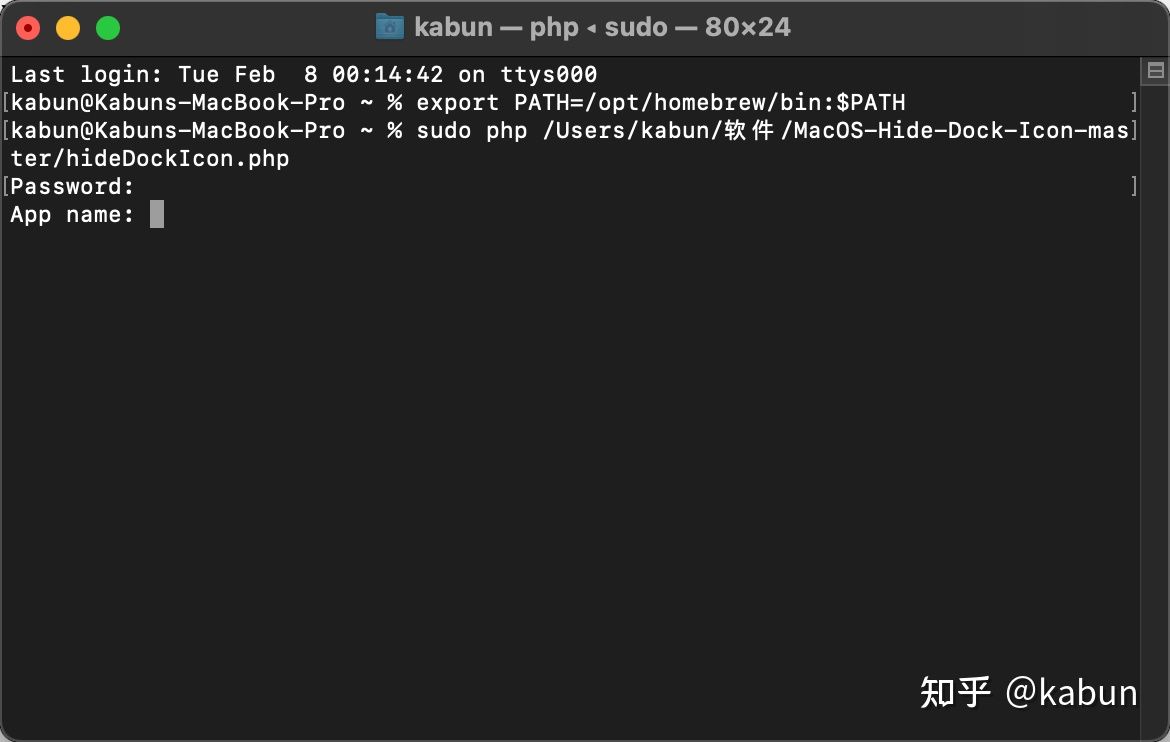 kabun — php ◂ sudo — 80×24
Last login: Tue Feb  8 00:14:42 on ttys000
[kabun@Kabuns-MacBook-Pro ~ % export PATH=/opt/homebrew/bin:$PATH ]
[kabun@Kabuns-MacBook-Pro ~ % sudo php /Users/kabun/软件/MacOS-Hide-Dock-Icon-mas]
ter/hideDockIcon.php
[Password: ]
App name:
知乎 @kabun